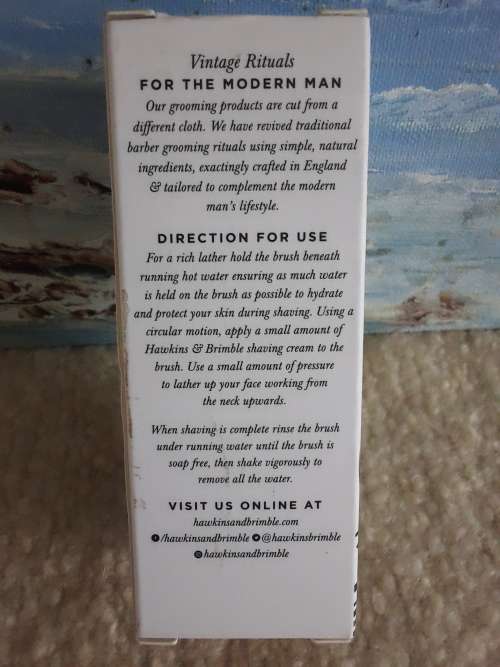 Vintage Rituals
FOR THE MODERN MAN
Our grooming products are cut from a
different cloth. We have revived traditional
barber grooming rituals using simple, natural
ingredients, exactingly crafted in England
& tailored to complement the modern
man's lifestyle.
DIRECTION FOR USE
For a rich lather hold the brush beneath
running hot water ensuring as much water
is held on the brush as possible to hydrate
and protect your skin during shaving. Using a
circular motion, apply a small amount of
Hawkins & Brimble shaving cream to the
brush. Use a small amount of pressure
to lather up your face working from
the neck upwards.
When shaving is complete rinse the brush
under running water until the brush is
soap free, then shake vigorously to
remove all the water.
VISIT US ONLINE AT
hawkinsandbrimble.com
/hawkinsandbrimble @hawkinsbrimble
hawkinsandbrimble